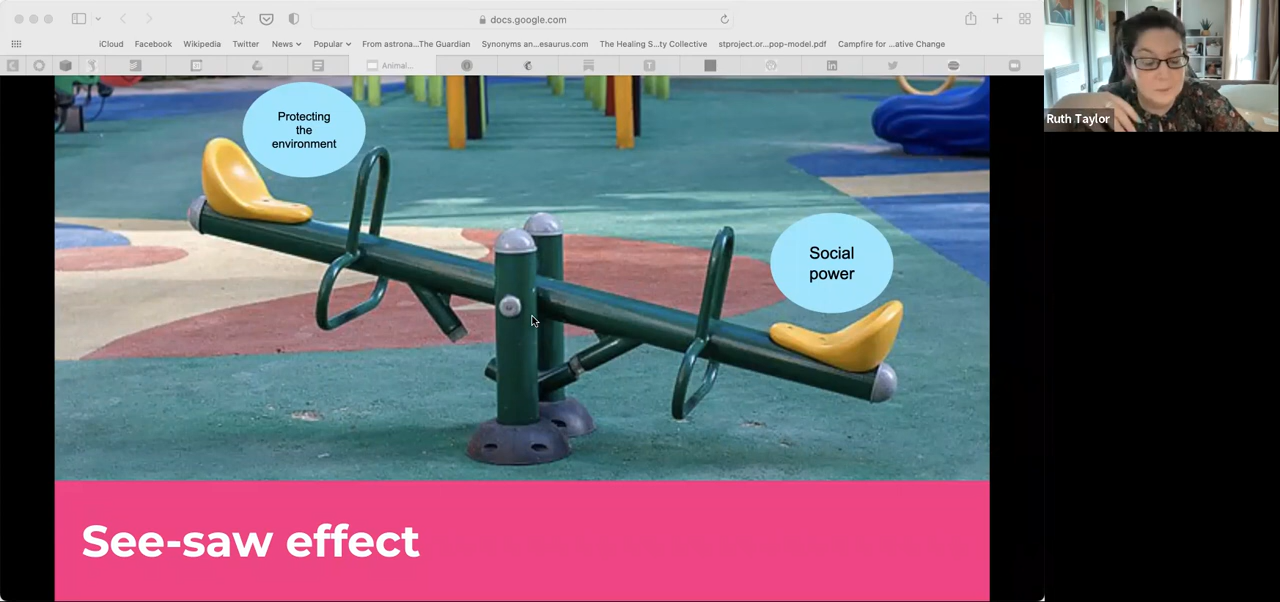 docs.google.com
iCloud
Facebook
Wikipedia
Twitter
News
Popular
From astrona...The Guardian
Synonyms an...esaurus.com
The Healing S...ty Collective
stproject.or...pop-model.pdf
Campfire for ...ative Change
Animal...
Ruth Taylor
Protecting
the
environment
Social
power
See-saw effect